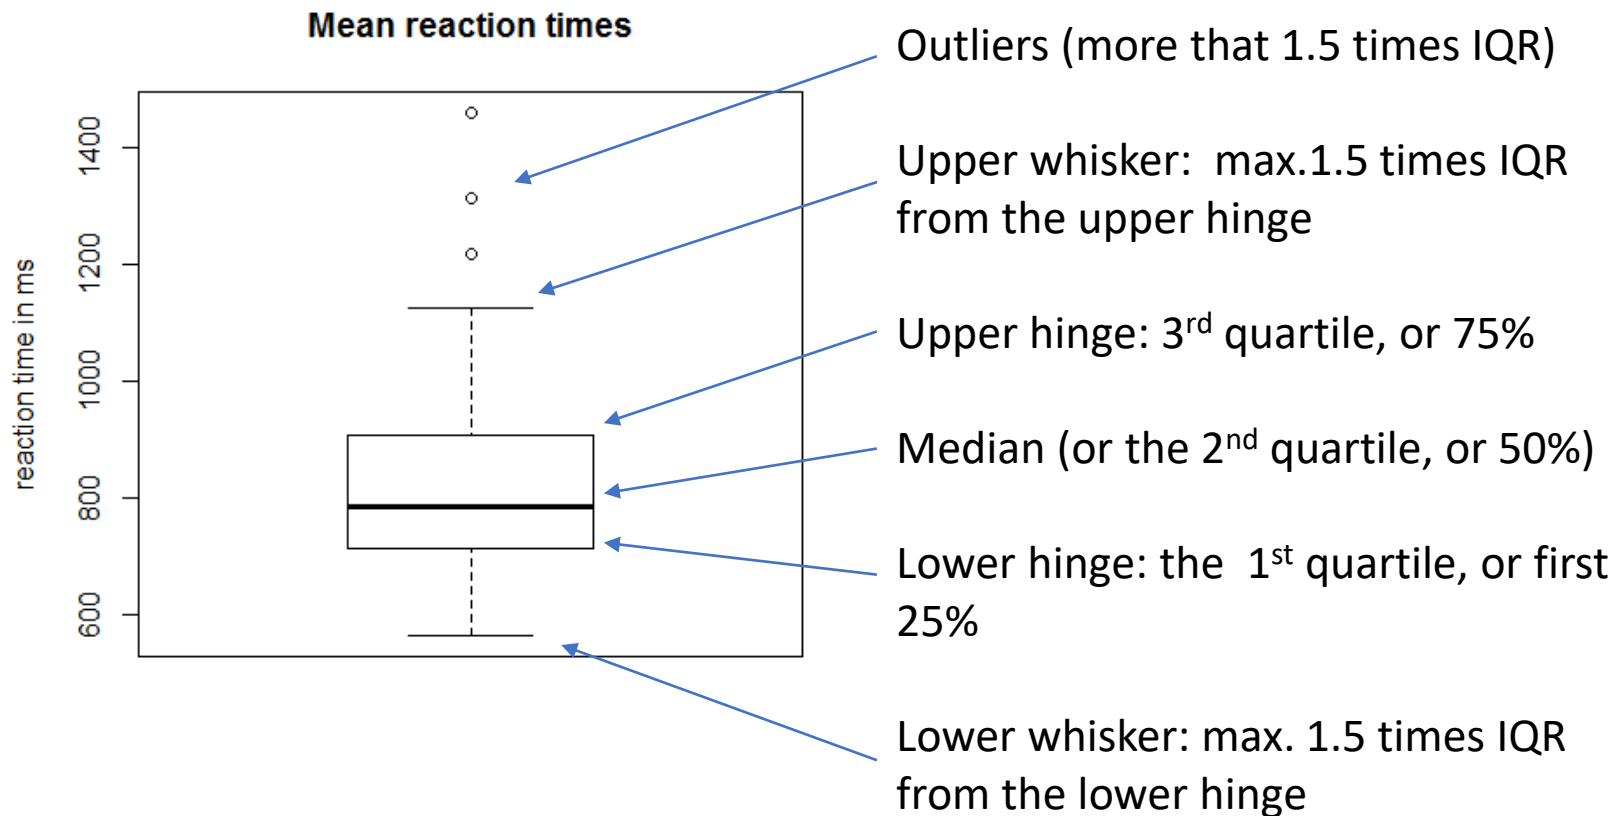 Mean reaction times
reaction time in ms
1400
1200
1000
800
600
Outliers (more that 1.5 times IQR)
Upper whisker:  max.1.5 times IQR
from the upper hinge
Upper hinge: 3rd quartile, or 75%
Median (or the 2nd quartile, or 50%)
Lower hinge: the  1st quartile, or first
25%
Lower whisker: max. 1.5 times IQR
from the lower hinge